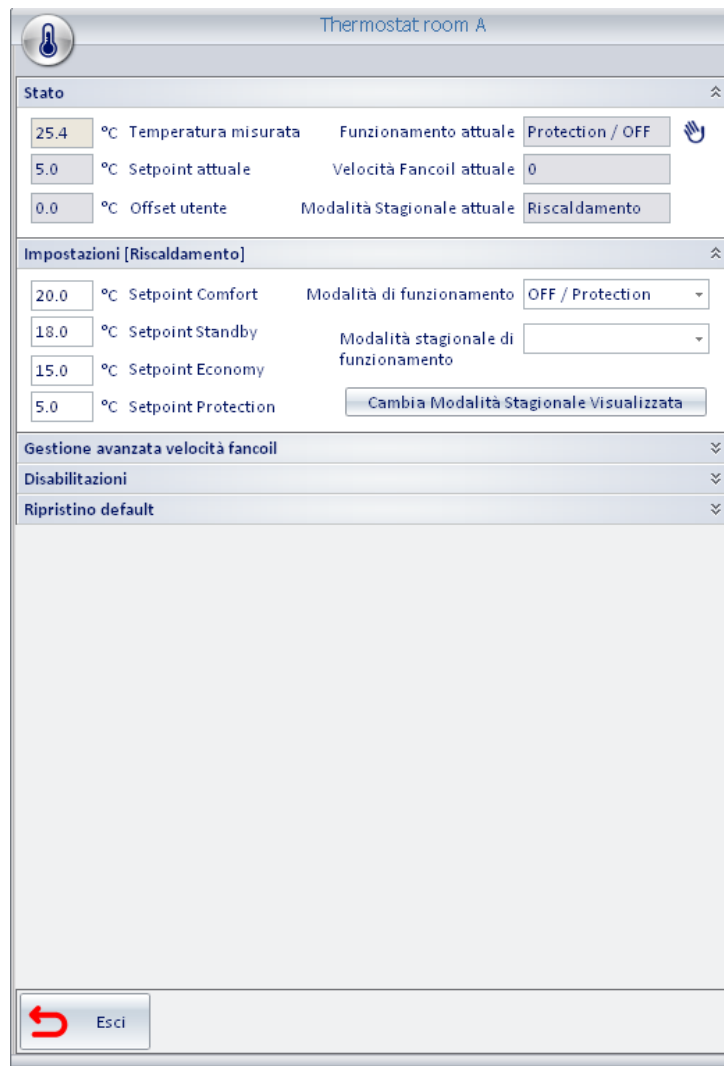 Thermostat room A
Stato
25.4 °C Temperatura misurata Funzionamento attuale Protection / OFF
5.0 °C Setpoint attuale Velocità Fancoil attuale 0
0.0 °C Offset utente Modalità Stagionale attuale Riscaldamento
Impostazioni [Riscaldamento]
20.0 °C Setpoint Comfort Modalità di funzionamento OFF / Protection
18.0 °C Setpoint Standby Modalità stagionale di
funzionamento
15.0 °C Setpoint Economy
5.0 °C Setpoint Protection Cambia Modalità Stagionale Visualizzata
Gestione avanzata velocità fancoil
Disabilitazioni
Ripristino default
Esci